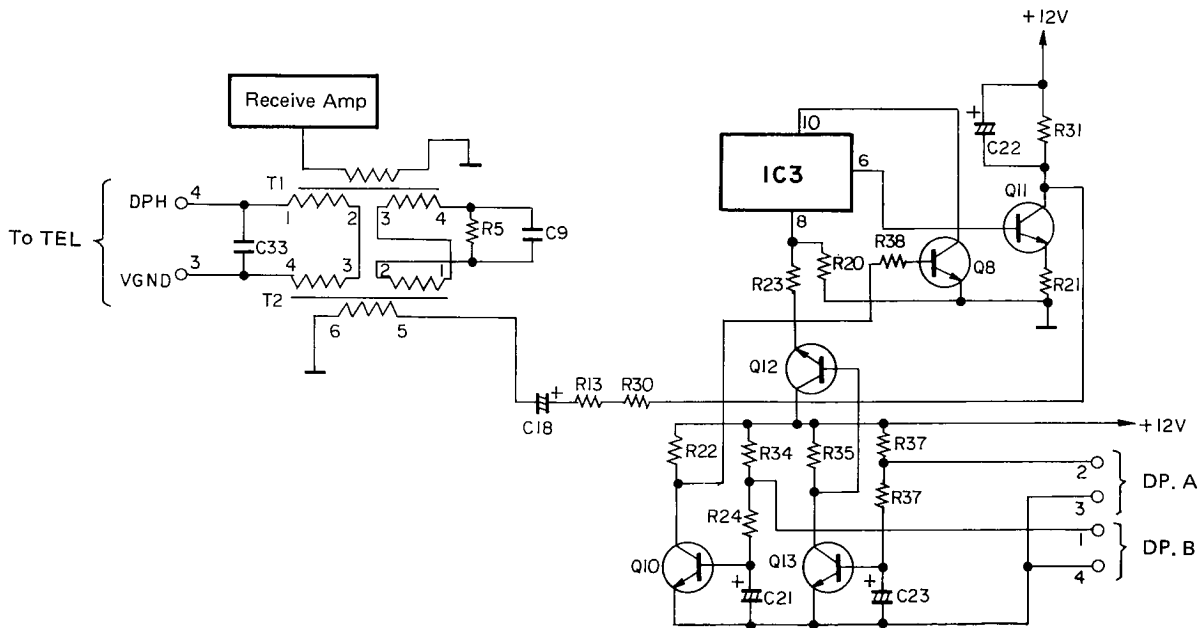 +12V
Receive Amp
10
R31
C22
6
IC3
Q11
T1
DPH
4
1
2
3
4
8
R38
R5
C9
To TEL
C33
R23
R20
Q8
R21
VGND
3
4
3
2
1
T2
6
5
Q12
R13
R30
+
C18
+12V
R22
R34
R35
R37
2
DP. A
R37
3
R24
1
DP. B
Q10
Q13
4
+
C21
+
C23
+